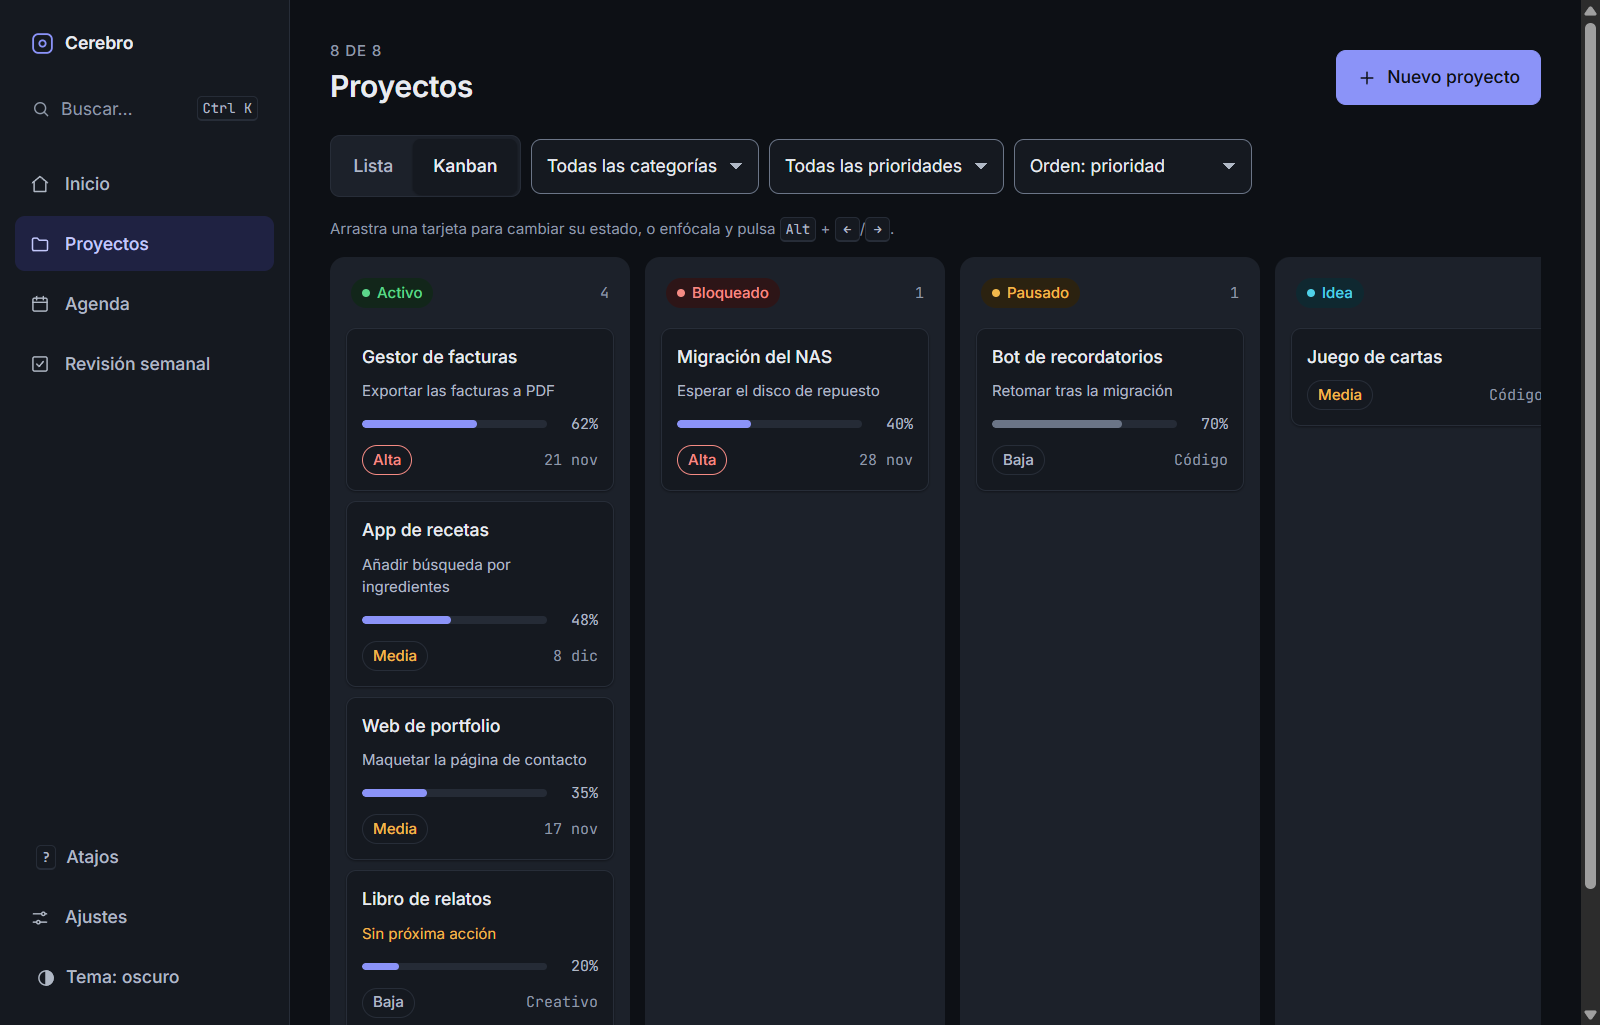 Cerebro
Buscar...
Ctrl K
Inicio
Proyectos
Agenda
Revisión semanal
? Atajos
Ajustes
Tema: oscuro
8 DE 8
Proyectos
+ Nuevo proyecto
Lista
Kanban
Todas las categorías
Todas las prioridades
Orden: prioridad
Arrastra una tarjeta para cambiar su estado, o enfócala y pulsa Alt + ←/→.
Activo 4
Gestor de facturas
Exportar las facturas a PDF
62%
Alta 21 nov
App de recetas
Añadir búsqueda por
ingredientes
48%
Media 8 dic
Web de portfolio
Maquetar la página de contacto
35%
Media 17 nov
Libro de relatos
Sin próxima acción
20%
Baja Creativo
Bloqueado 1
Migración del NAS
Esperar el disco de repuesto
40%
Alta 28 nov
Pausado 1
Bot de recordatorios
Retomar tras la migración
70%
Baja Código
Idea
Juego de cartas
Media Código